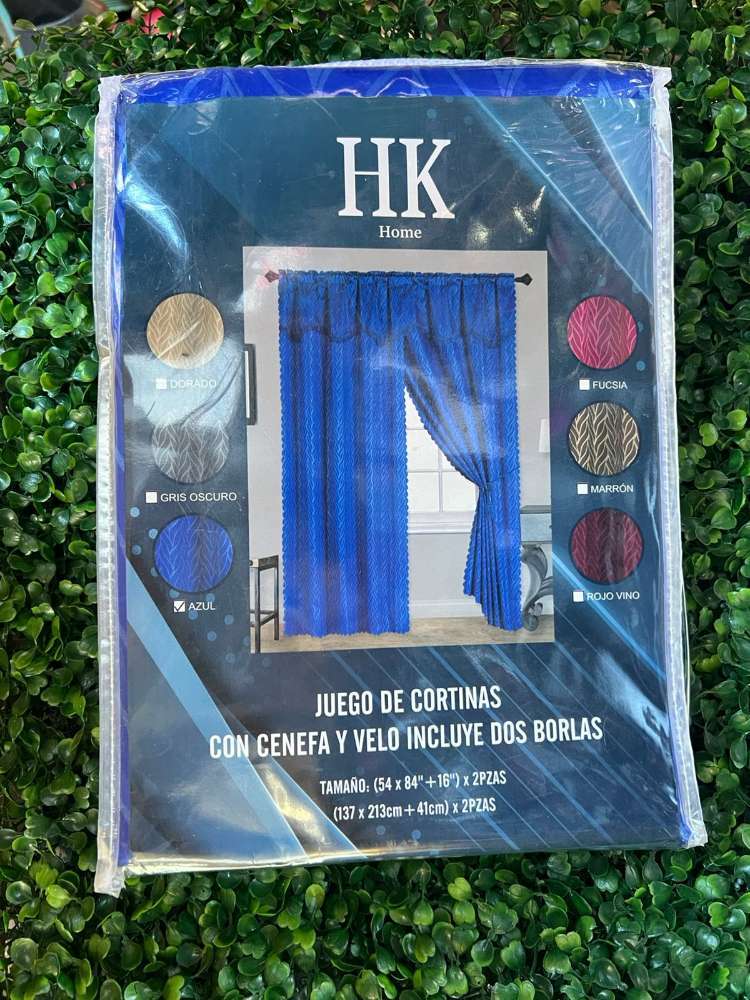 HK
Home
DORADO
GRIS OSCURO
AZUL
FUCSIA
MARRÓN
ROJO VINO
JUEGO DE CORTINAS
CON CENEFA Y VELO INCLUYE DOS BORLAS
TAMAÑO: (54 x 84"+16") x 2PZAS
(137 x 213cm+41cm) x 2PZAS